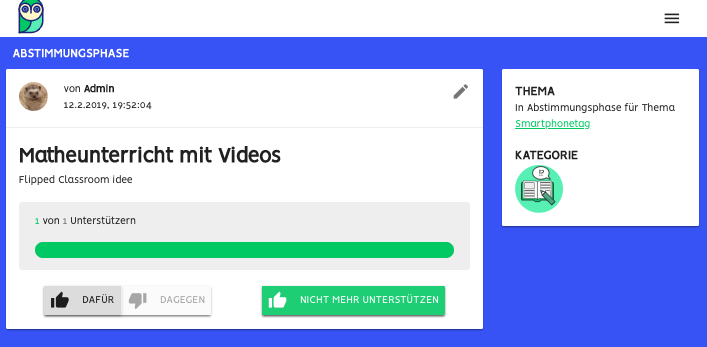 ABSTIMMUNGSPHASE
von Admin
12.2.2019, 19:52:04
Matheunterricht mit Videos
Flipped Classroom idee
1 von 1 Unterstützern
DAFÜR
DAGEGEN
NICHT MEHR UNTERSTÜTZEN
THEMA
In Abstimmungsphase für Thema
Smartphonetag
KATEGORIE
!?